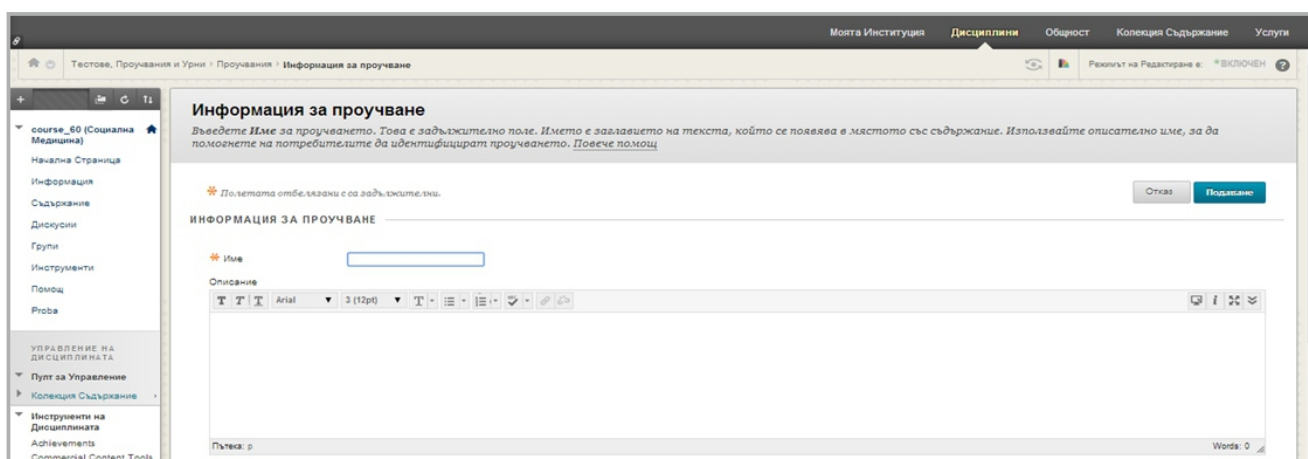 Моята Институция Дисциплини Общност Колекция Съдържание Услуги
Тестове, Проучвания и Урни Проучвания Информация за проучване Режимът на Редактиране е: ВКЛЮЧЕН ?
course_60 (Социална
Медицина)
Начална Страница
Информация
Съдържание
Дискусии
Групи
Инструменти
Помощ
Proba
УПРАВЛЕНИЕ НА
ДИСЦИПЛИНАТА
Пулт за Управление
Колекция Съдържание
Инструменти на
Дисциплината
Achievements
Commercial Content Tools
Информация за проучване
Въведете Име за проучването. Това е задължително поле. Името е заглавието на текста, който се появява в мястото със съдържание. Използвайте описателно име, за да
помогнете на потребителите да идентифицират проучването. Повече помощ
Полетата отбелязани с са задължителни.
Отказ Подаване
ИНФОРМАЦИЯ ЗА ПРОУЧВАНЕ
Име
Описание
T T T Arial 3 (12pt) T i
Пътека: p Words: 0